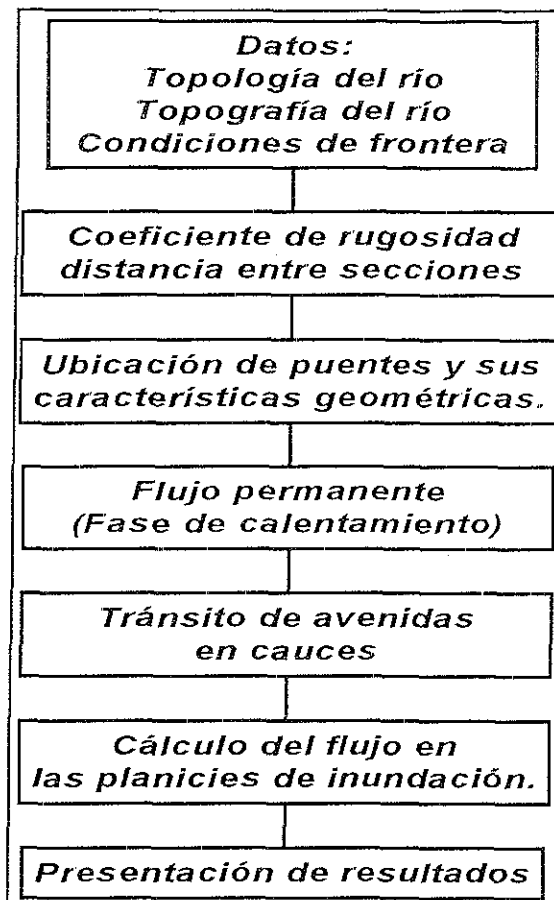 Datos:
Topología del río
Topografía del río
Condiciones de frontera
Coeficiente de rugosidad
distancia entre secciones
Ubicación de puentes y sus
características geométricas.
Flujo permanente
(Fase de calentamiento)
Tránsito de avenidas
en cauces
Cálculo del flujo en
las planicies de inundación.
Presentación de resultados